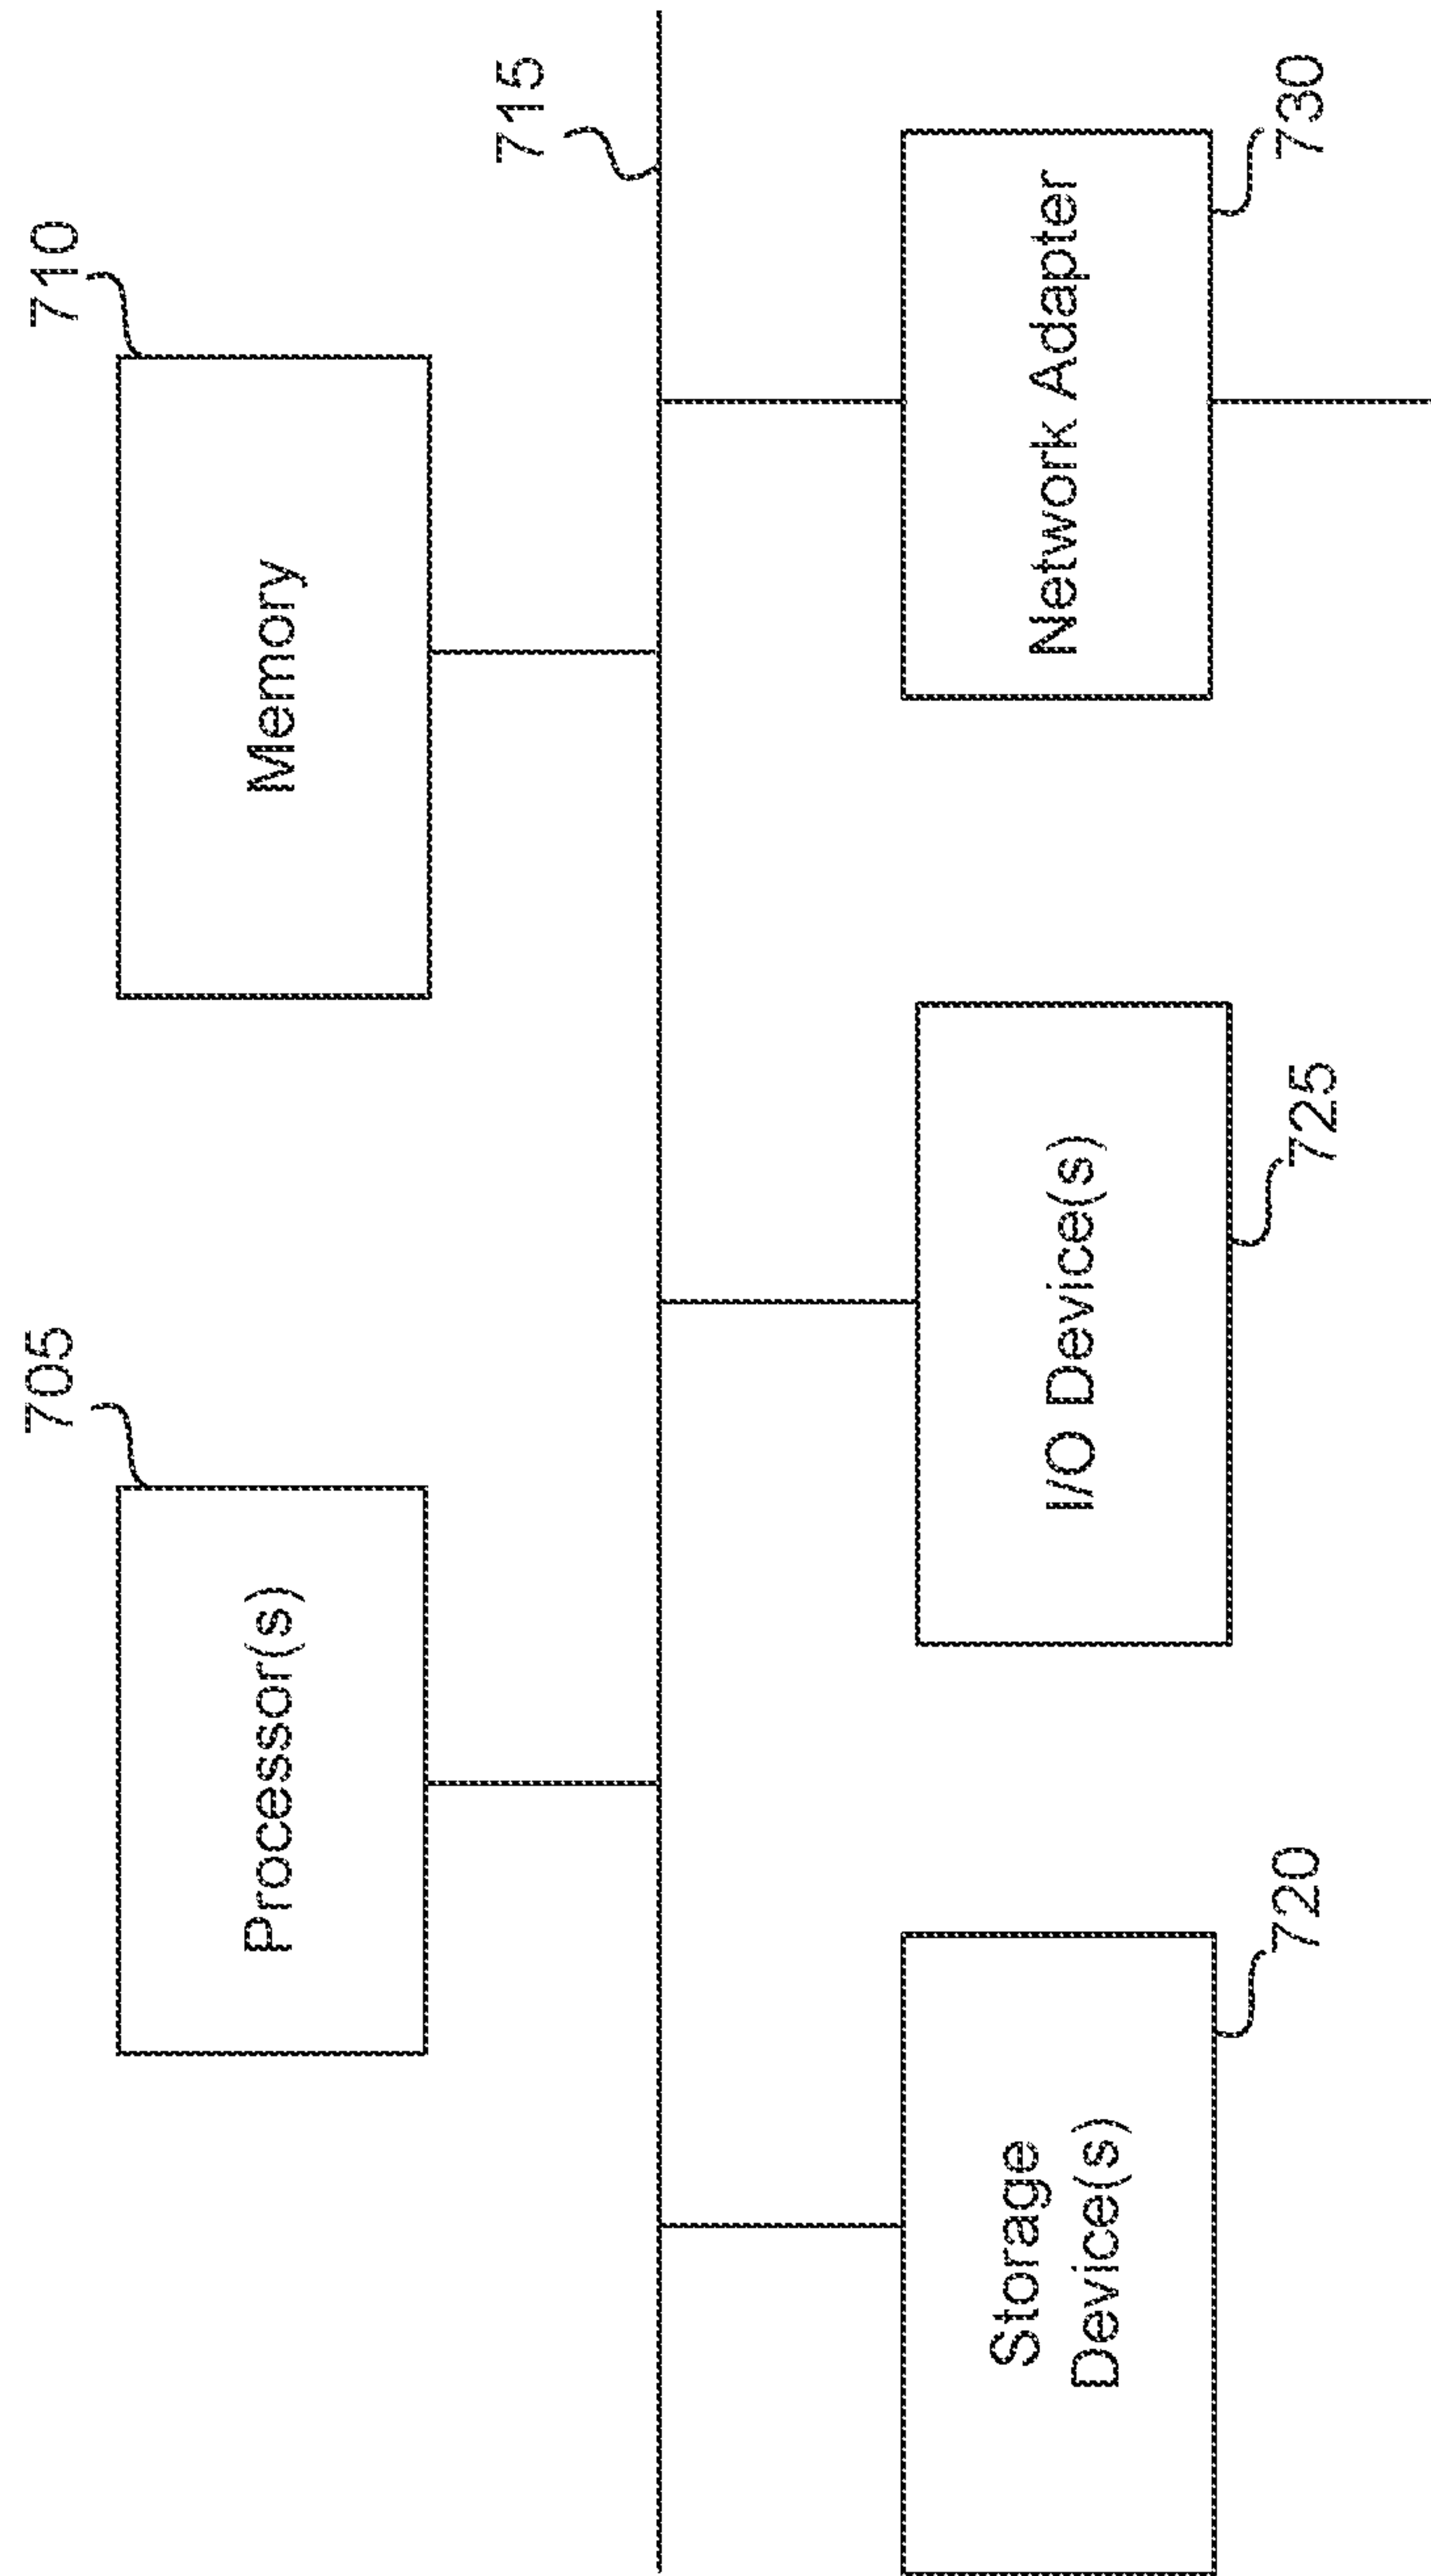 710
705
Memory
Processor(s)
715
Storage
Device(s)
I/O Device(s)
Network Adapter
720
725
730